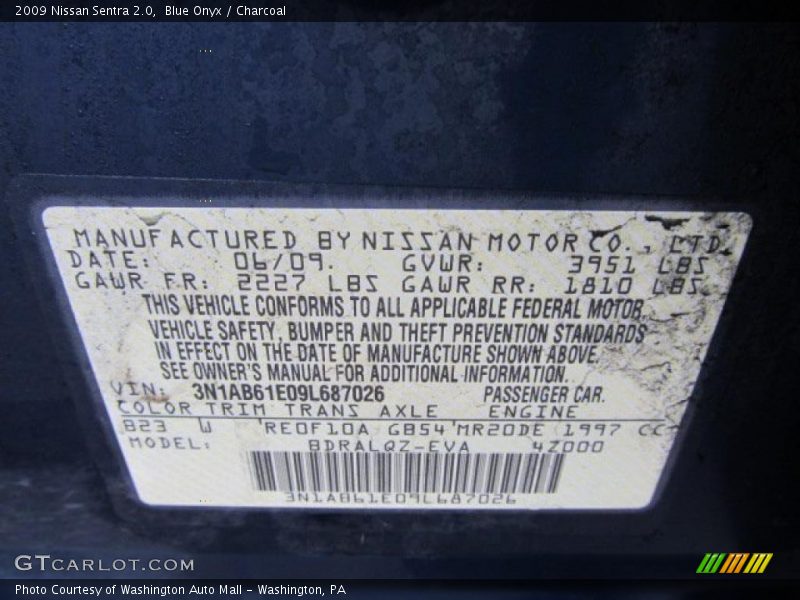 2009 Nissan Sentra 2.0, Blue Onyx / Charcoal
MANUFACTURED BY NISSAN MOTOR CO., LTD.
DATE: 06/09. GVWR: 3951 LBS
GAWR FR: 2227 LBS GAWR RR: 1810 LBS
THIS VEHICLE CONFORMS TO ALL APPLICABLE FEDERAL MOTOR
VEHICLE SAFETY, BUMPER AND THEFT PREVENTION STANDARDS
IN EFFECT ON THE DATE OF MANUFACTURE SHOWN ABOVE.
SEE OWNER'S MANUAL FOR ADDITIONAL INFORMATION.
VIN: 3N1AB61E09L687026 PASSENGER CAR.
COLOR TRIM TRANS AXLE ENGINE
B23 W RE0F10A GB54 MR20DE 1997 CC
MODEL: BDRALQZ-EVA 4Z000
3N1AB61E09L687026
GTCARLOT.COM
Photo Courtesy of Washington Auto Mall - Washington, PA